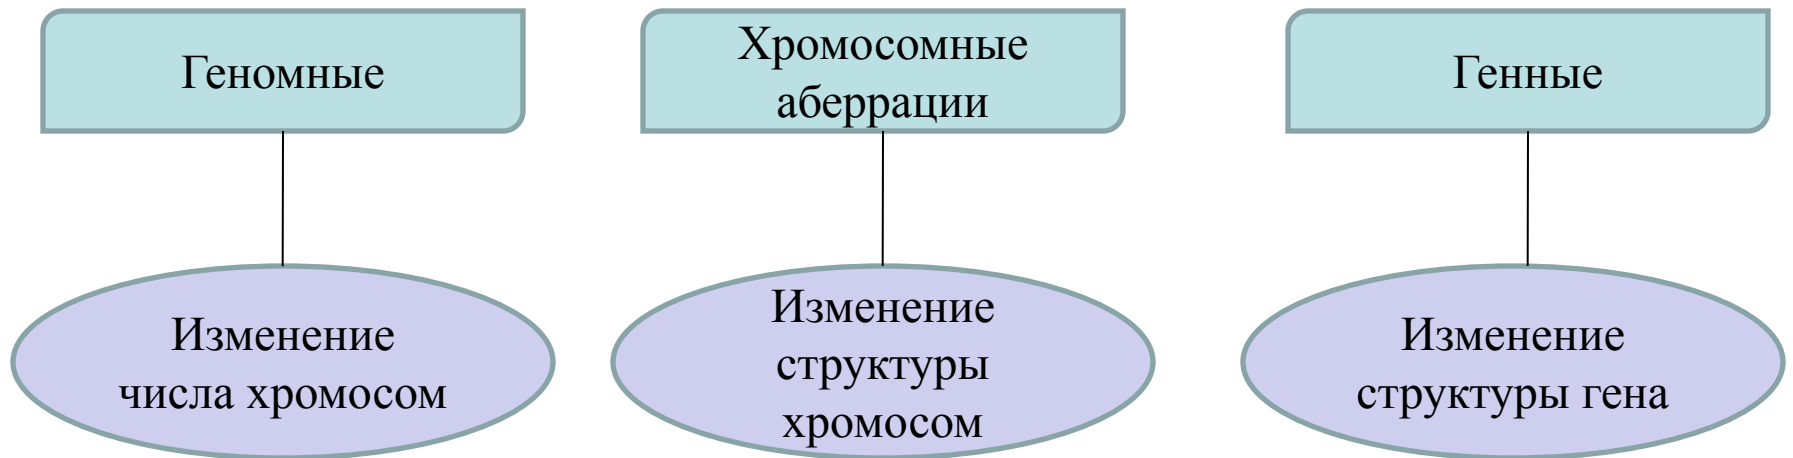 Геномные
Хромосомные
аберрации
Генные
Изменение
числа хромосом
Изменение
структуры
хромосом
Изменение
структуры гена